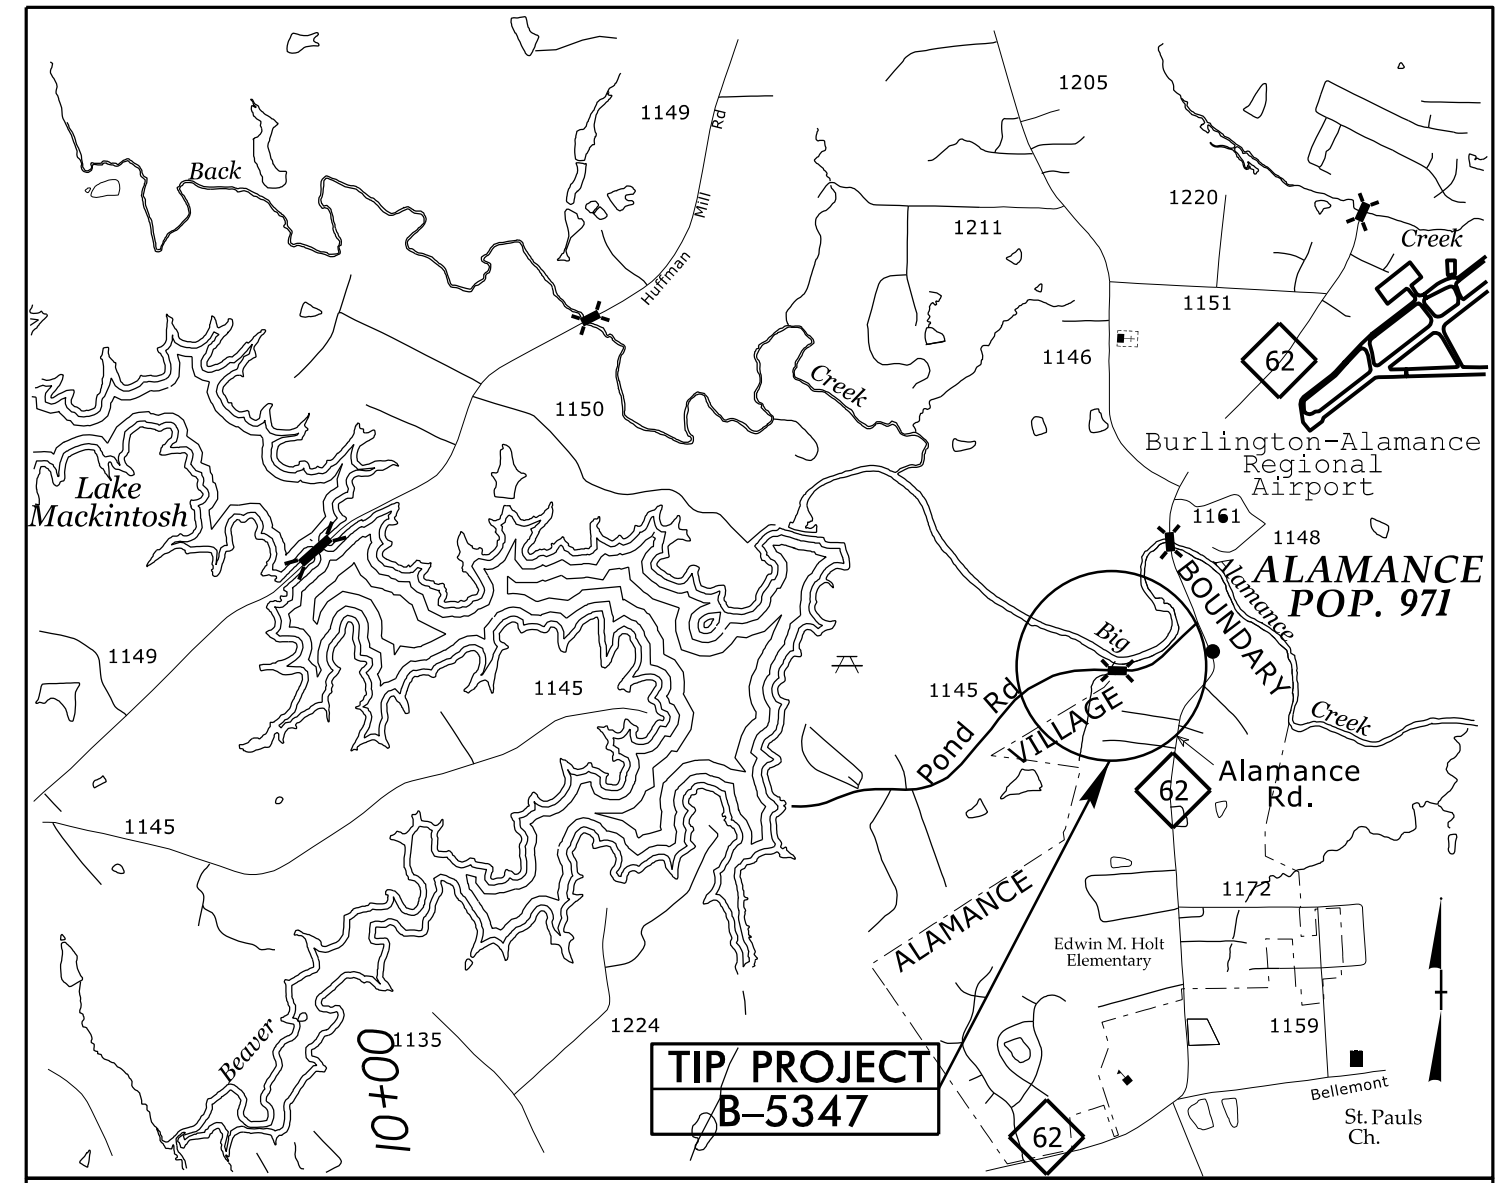 1205
1149
Rd
Back
Mill
1220
1211
Creek
Huffman
1151
1146
62
Creek
1150
Burlington-Alamance
Regional
Airport
Lake
Mackintosh
1161
1148
ALAMANCE
POP. 971
Alamance
BOUNDARY
Big
1149
1145
1145
Pond Rd
VILLAGE
Creek
Alamance
Rd.
62
1145
1172
ALAMANCE
Edwin M. Holt
Elementary
Beaver
10+00
1135
1224
1159
TIP PROJECT
B-5347
Bellemont
St. Pauls
Ch.
62